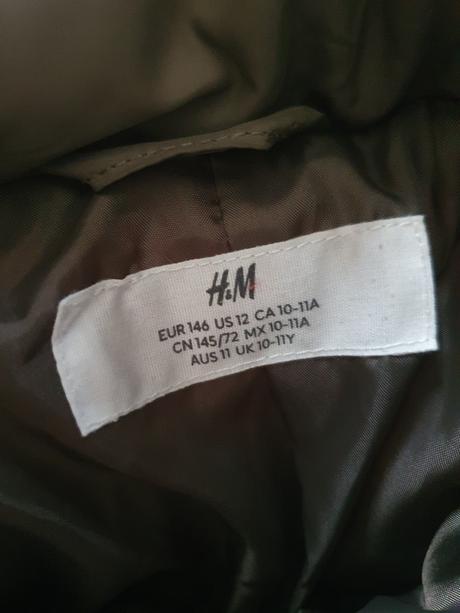 H&M
EUR 146 US 12 CA 10-11A
CN 145/72 MX 10-11A
AUS 11 UK 10-11Y